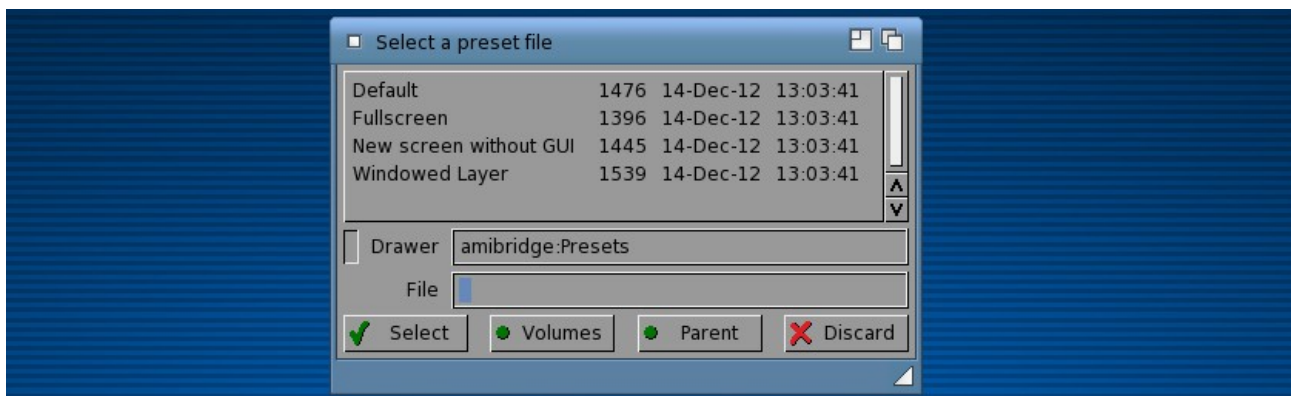 Select a preset file
Default 1476 14-Dec-12 13:03:41
Fullscreen 1396 14-Dec-12 13:03:41
New screen without GUI 1445 14-Dec-12 13:03:41
Windowed Layer 1539 14-Dec-12 13:03:41
Drawer amibridge:Presets
File
Select Volumes Parent Discard